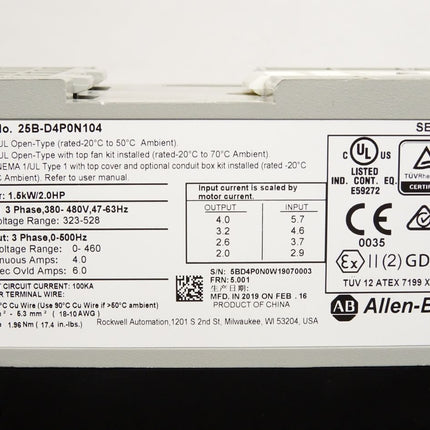 No. 25B-D4P0N104
SE
UL Open-Type (rated-20°C to 50°C Ambient).
UL Open-Type with top fan kit installed (rated-20°C to 70°C Ambient)
NEMA 1/UL Type 1 with top cover and optional conduit box kit installed (rated -20°C
°C Ambient). Refer to user manual.
r: 1.5kW/2.0HP
3 Phase,380- 480V,47-63Hz
Voltage Range: 323-528
ut: 3 Phase,0-500Hz
oltage Range: 0- 460
ontinuous Amps: 4.0
ec Ovld Amps: 6.0
T CIRCUIT CURRENT: 100KA
R TERMINAL WIRE:
°C Cu Wire (Use 90°C Cu Wire if >50°C ambient)
² - 5.3 mm² (18-10 AWG)
1.96 Nm (17.4 in.-lbs.)
Input current is scaled by
motor current.
OUTPUT INPUT
4.0 5.7
3.2 4.6
2.6 3.7
2.0 2.9
S/N: 5BD4P0N0W19070003
FRN: 5.001
生产日期:
MFD. IN 2019 ON FEB . 16
PRODUCT OF CHINA
Rockwell Automation,1201 S 2nd St, Milwaukee, WI 53204, USA
C UL US
LISTED
IND. CONT. EQ.
E59272
TÜVRhe
CE
0035
Ex II (2) GD
TUV 12 ATEX 7199 X
AB Allen-B